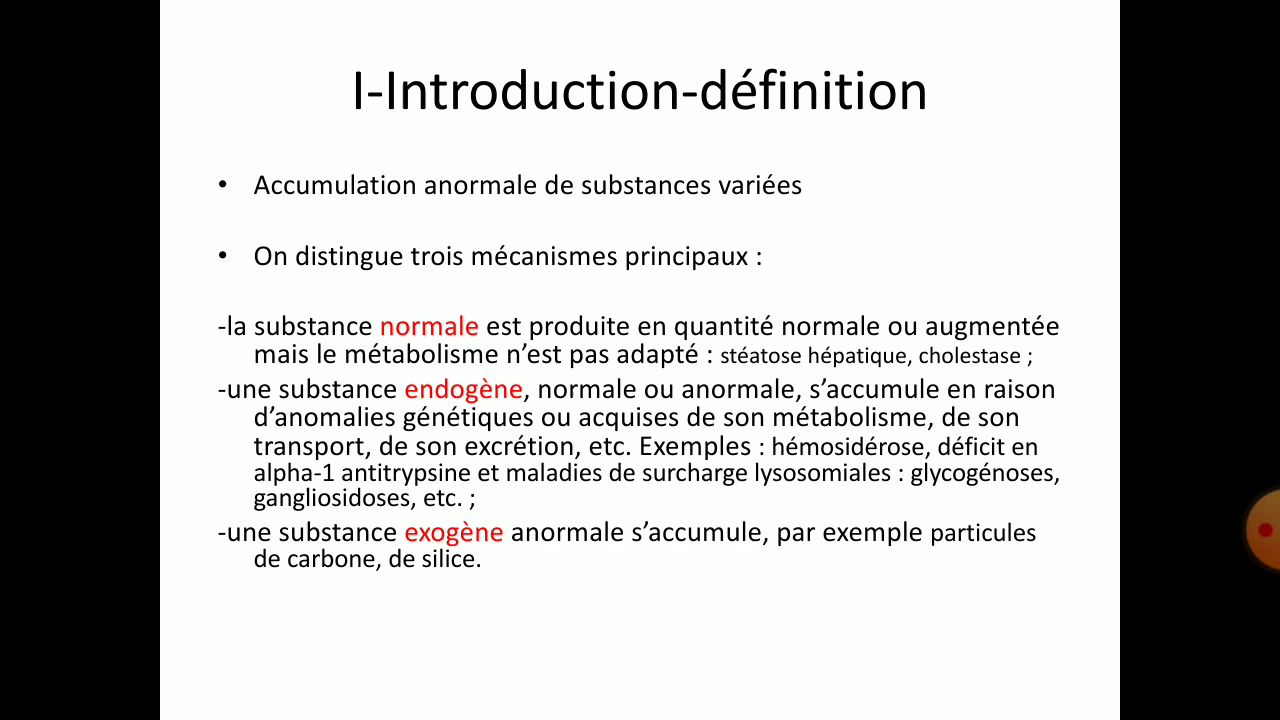 I-Introduction-définition
• Accumulation anormale de substances variées
• On distingue trois mécanismes principaux :
-la substance normale est produite en quantité normale ou augmentée
mais le métabolisme n’est pas adapté : stéatose hépatique, cholestase ;
-une substance endogène, normale ou anormale, s’accumule en raison
d’anomalies génétiques ou acquises de son métabolisme, de son
transport, de son excrétion, etc. Exemples : hémosidérose, déficit en
alpha-1 antitrypsine et maladies de surcharge lysosomiales : glycogénoses,
gangliosidoses, etc. ;
-une substance exogène anormale s’accumule, par exemple particules
de carbone, de silice.